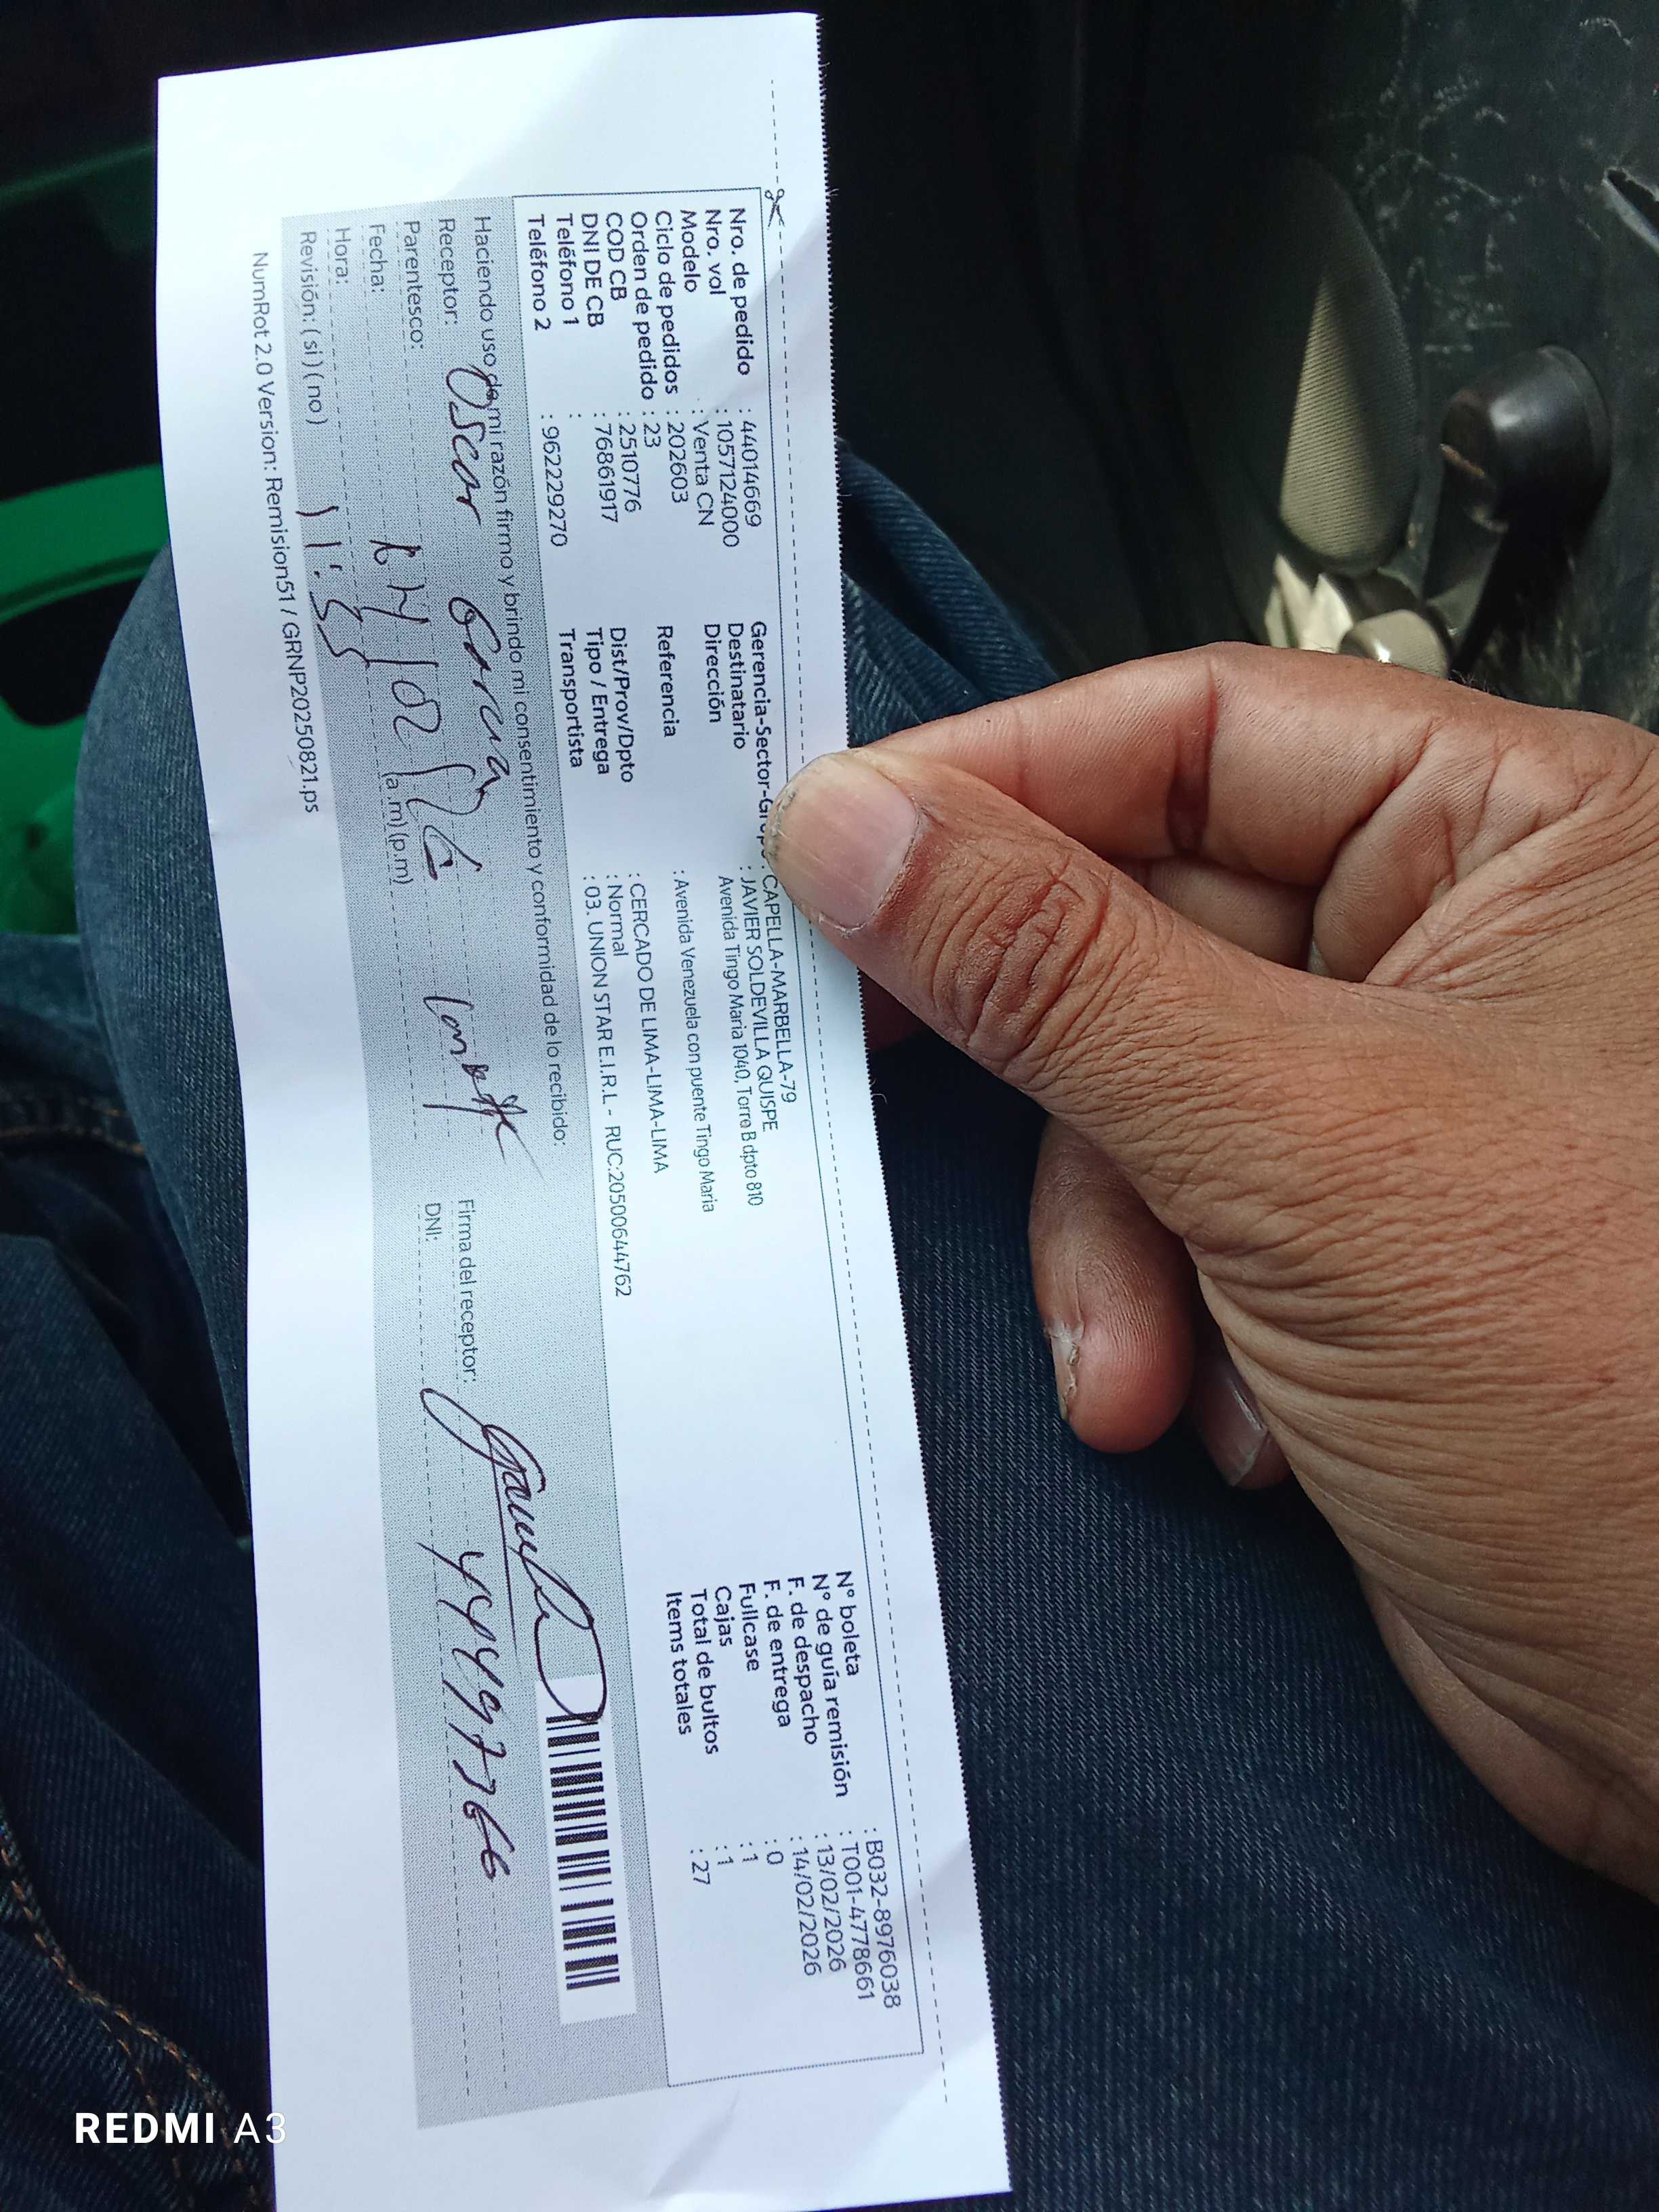 Nro. de pedido : 44014669
Nro. vol : 1057124000
Modelo : Venta CN
Ciclo de pedidos : 202603
Orden de pedido : 23
COD CB : 2510776
DNI DE CB : 76861917
Teléfono 1 :
Teléfono 2 : 962229270
Gerencia-Sector-Grupo : CAPELLA-MARBELLA-79
Destinatario : JAVIER SOLDEVILLA QUISPE
Dirección Avenida Tingo Maria 1040, Torre B dpto 810
Referencia : Avenida Venezuela con puente Tingo Maria
Dist/Prov/Dpto : CERCADO DE LIMA-LIMA-LIMA
Tipo / Entrega : Normal
Transportista : 03. UNION STAR E.I.R.L - RUC:20500644762
N° boleta : B032-8976038
N° de guía remisión : T001-4778661
F. de despacho : 13/02/2026
F. de entrega : 14/02/2026
Fullcase : 0
Cajas : 1
Total de bultos : 1
Items totales : 27
Haciendo uso de mi razón firmo y brindo mi consentimiento y conformidad de lo recibido:
Receptor: Oscar
Firma del receptor:
Parentesco:
DNI: 44497766
Fecha:
Hora: 11:55 (a.m) (p.m)
Revisión: ( si ) ( no )
NumRot 2.0 Version: Remision51 / GRNP20250821.ps
REDMI A3